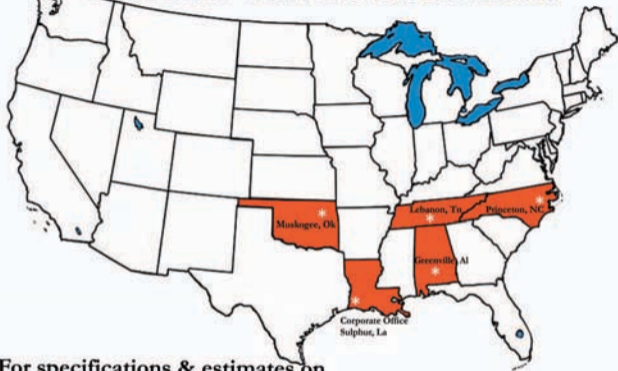 Lebanon, Tn
Princeton, NC
Muskogee, Ok
Greenville, Al
Corporate Office
Sulphur, La
For specifications & estimates on